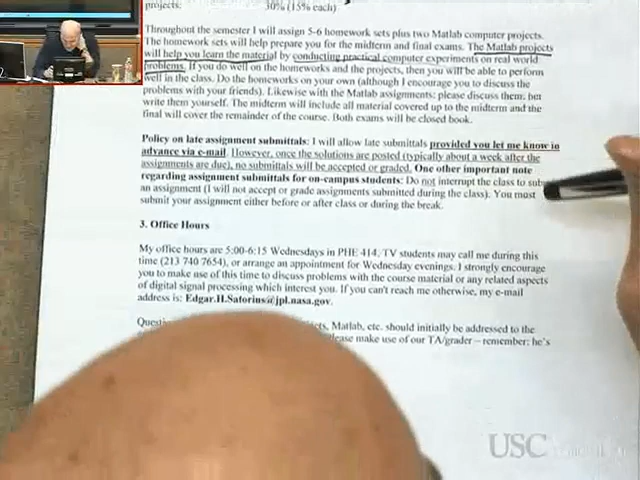 projects: 30% (15% each)
Throughout the semester I will assign 5-6 homework sets plus two Matlab computer projects.
The homework sets will help prepare you for the midterm and final exams. The Matlab projects
will help you learn the material by conducting practical computer experiments on real world
problems. If you do well on the homeworks and the projects, then you will be able to perform
well in the class. Do the homeworks on your own (although I encourage you to discuss the
problems with your friends). Likewise with the Matlab assignments: please discuss them, but
write them yourself. The midterm will include all material covered up to the midterm and the
final will cover the remainder of the course. Both exams will be closed book.
Policy on late assignment submittals: I will allow late submittals provided you let me know in
advance via e-mail. However, once the solutions are posted (typically about a week after the
assignments are due), no submittals will be accepted or graded. One other important note
regarding assignment submittals for on-campus students: Do not interrupt the class to
an assignment (I will not accept or grade assignments submitted during the class). You must
submit your assignment either before or after class or during the break.
3. Office Hours
My office hours are 5:00-6:15 Wednesdays in PHE 414. TV students may call me during this
time (213 740 7654), or arrange an appointment for Wednesday evenings. I strongly encourage
you to make use of this time to discuss problems with the course material or any related aspects
of digital signal processing which interest you. If you can't reach me otherwise, my e-mail
address is: Edgar.H.Satorius@jpl.nasa.gov.
Matlab, etc. should initially be addressed to the
please make use of our TA/grader – remember: he's
USC